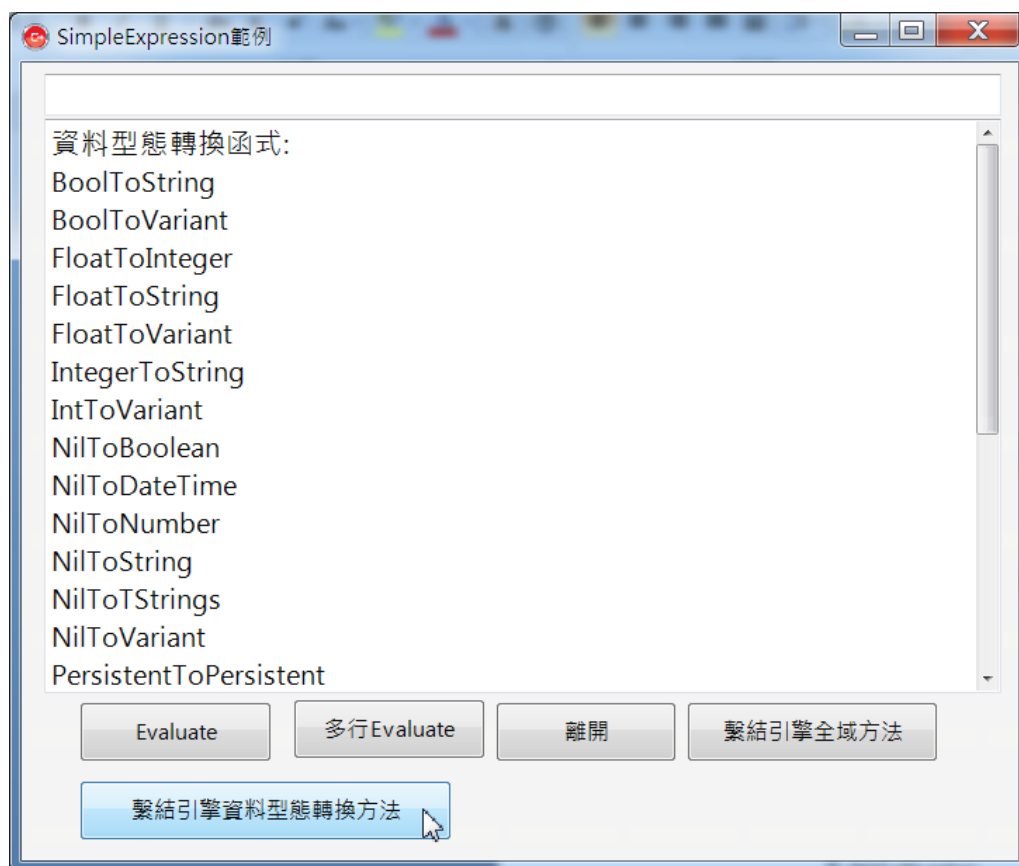 SimpleExpression範例
資料型態轉換函式:
BoolToString
BoolToVariant
FloatToInteger
FloatToString
FloatToVariant
IntegerToString
IntToVariant
NilToBoolean
NilToDateTime
NilToNumber
NilToString
NilToTStrings
NilToVariant
PersistentToPersistent
Evaluate 多行Evaluate 離開 繫結引擎全域方法
繫結引擎資料型態轉換方法